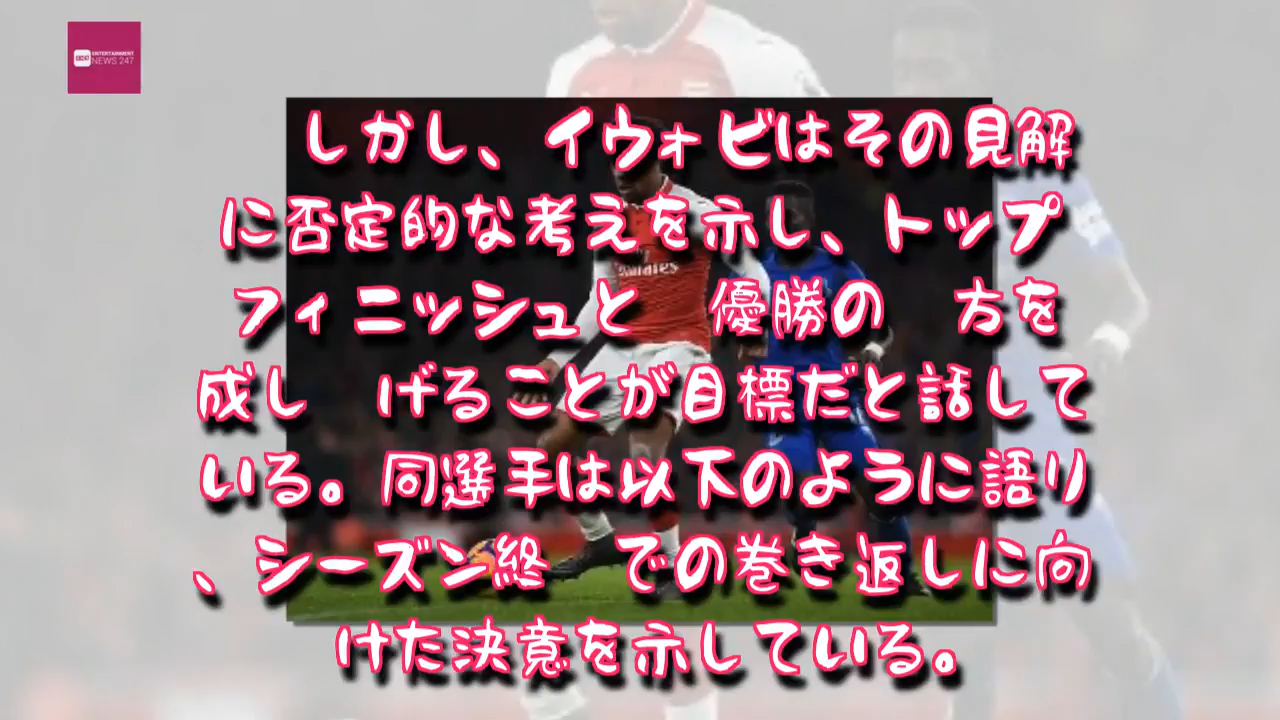 ENTERTAINMENT
NEWS 247
しかし、イウォビはその見解
に否定的な考えを示し、トップ
フィニッシュと　優勝の　方を
成し　げることが目標だと話して
いる。同選手は以下のように語り
、シーズン終　での巻き返しに向
けた決意を示している。
Emirates